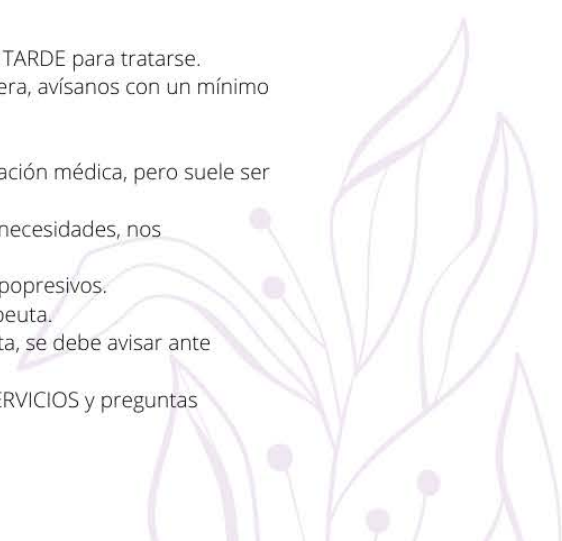 TARDE para tratarse.
era, avísanos con un mínimo
ación médica, pero suele ser
necesidades, nos
popresivos.
peuta.
ta, se debe avisar ante
ERVICIOS y preguntas